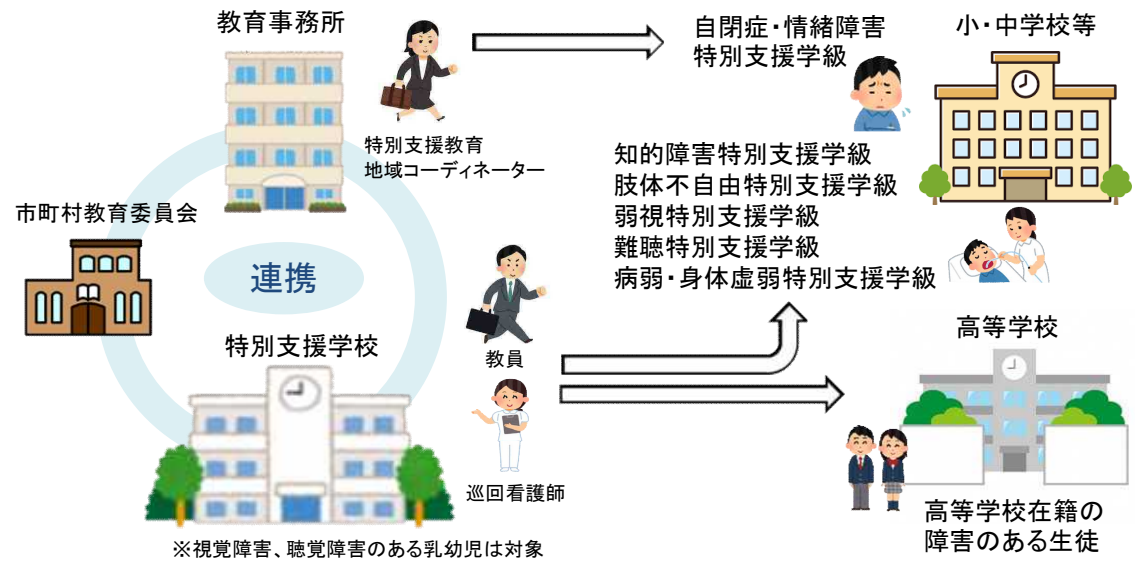 教育事務所
自閉症・情緒障害
特別支援学級
小・中学校等
特別支援教育
地域コーディネーター
知的障害特別支援学級
肢体不自由特別支援学級
弱視特別支援学級
難聴特別支援学級
病弱・身体虚弱特別支援学級
市町村教育委員会
連携
特別支援学校
教員
高等学校
巡回看護師
高等学校在籍の
障害のある生徒
※視覚障害、聴覚障害のある乳幼児は対象